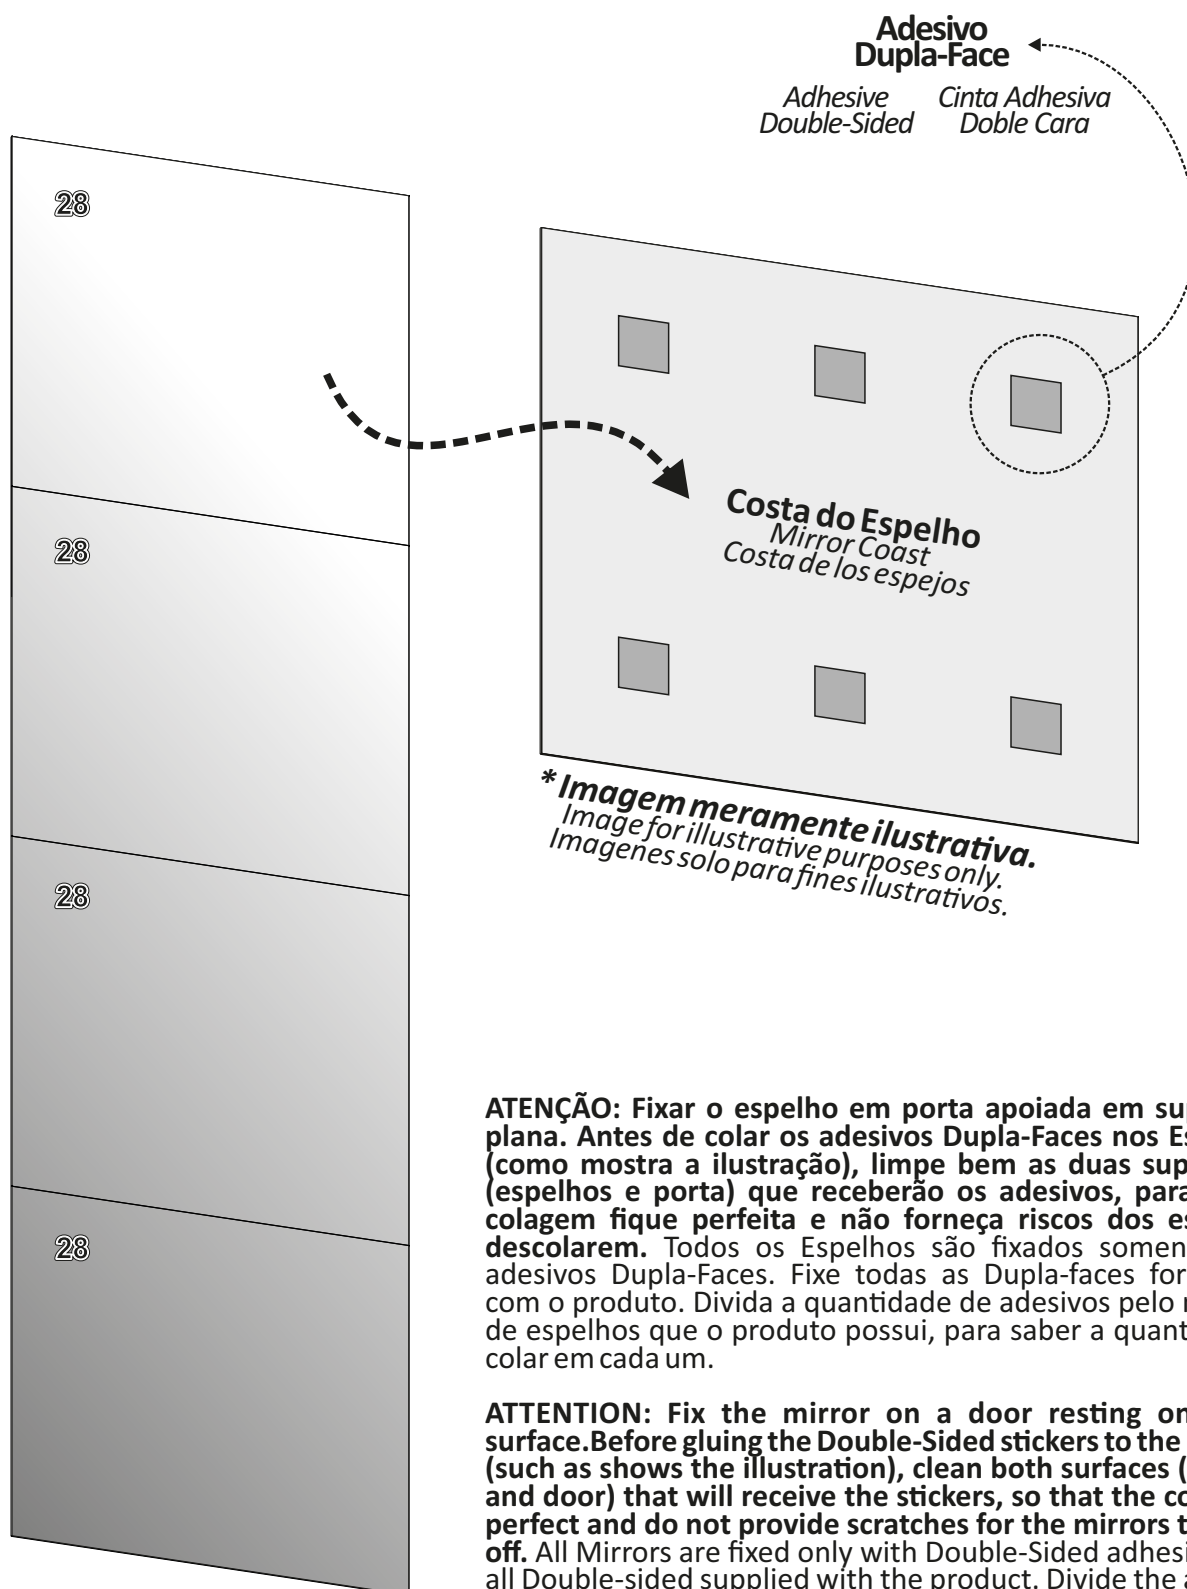 Adesivo
Dupla-Face
Adhesive
Double-Sided
Cinta Adhesiva
Doble Cara
28
28
28
28
Costa do Espelho
Mirror Coast
Costa de los espejos
*Imagem meramente ilustrativa.
Image for illustrative purposes only.
Imagenes solo para fines ilustrativos.
ATENÇÃO: Fixar o espelho em porta apoiada em
plana. Antes de colar os adesivos Dupla-Faces nos
(como mostra a ilustração), limpe bem as duas
(espelhos e porta) que receberão os adesivos, para
colagem fique perfeita e não forneça riscos dos
descolarem. Todos os Espelhos são fixados
adesivos Dupla-Faces. Fixe todas as Dupla-faces
com o produto. Divida a quantidade de adesivos pelo
de espelhos que o produto possui, para saber a
colar em cada um.
ATTENTION: Fix the mirror on a door resting on
surface.Before gluing the Double-Sided stickers to the
(such as shows the illustration), clean both surfaces (
and door) that will receive the stickers, so that the
perfect and do not provide scratches for the mirrors
off. All Mirrors are fixed only with Double-Sided
all Double-sided supplied with the product. Divide the